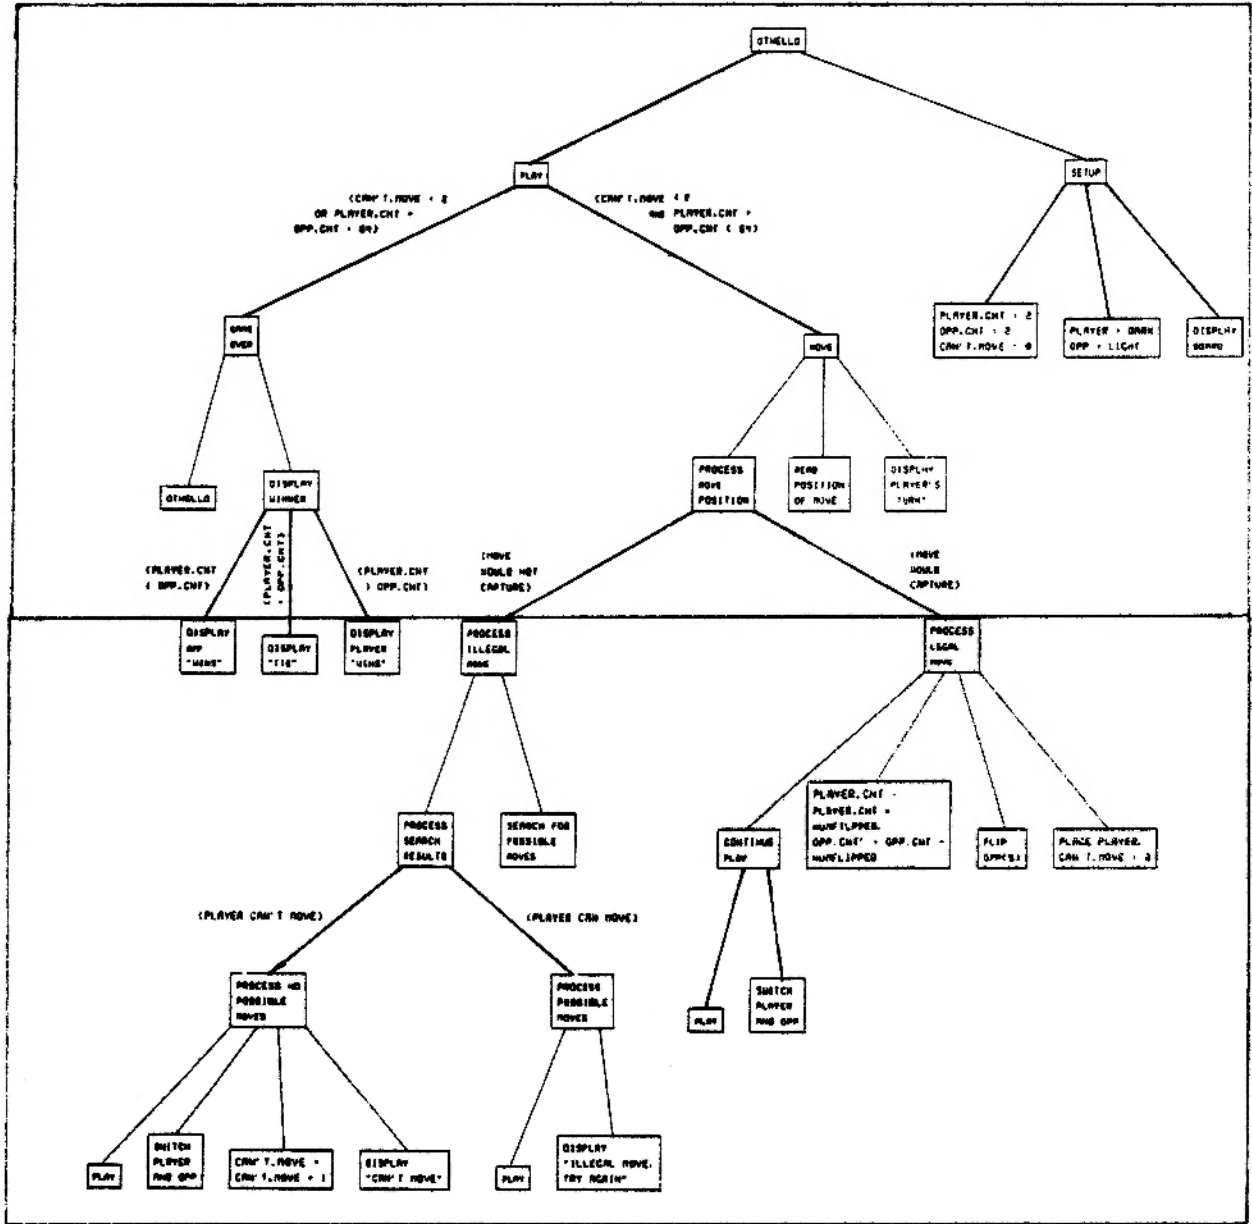 OTHELLO
PLAY
SETUP
(CAN'T.MOVE = 2
OR PLAYER.CNT +
OPP.CNT = 64)
(CAN'T.MOVE < 2
AND PLAYER.CNT +
OPP.CNT < 64)
PLAYER.CNT = 2
OPP.CNT = 2
CAN'T.MOVE = 0
PLAYER = DARK
OPP = LIGHT
DISPLAY
BOARD
GAME
OVER
MOVE
OTHELLO
DISPLAY
WINNER
PROCESS
MOVE
POSITION
READ
POSITION
OF MOVE
DISPLAY
PLAYER'S
"TURN"
(PLAYER.CNT
< OPP.CNT)
(PLAYER.CNT
= OPP.CNT)
(PLAYER.CNT
> OPP.CNT)
(MOVE
WOULD NOT
CAPTURE)
(MOVE
WOULD
CAPTURE)
DISPLAY
OPP
"WINS"
DISPLAY
"TIE"
DISPLAY
PLAYER
"WINS"
PROCESS
ILLEGAL
MOVE
PROCESS
LEGAL
MOVE
PROCESS
SEARCH
RESULTS
SEARCH FOR
POSSIBLE
MOVES
CONTINUE
PLAY
PLAYER.CNT =
PLAYER.CNT +
NUMFLIPPED,
OPP.CNT' = OPP.CNT -
NUMFLIPPED
FLIP
OPP(S)
PLACE PLAYER,
CAN'T.MOVE = 0
(PLAYER CAN'T MOVE)
(PLAYER CAN MOVE)
PROCESS NO
POSSIBLE
MOVES
PROCESS
POSSIBLE
MOVES
PLAY
SWITCH
PLAYER
AND OPP
PLAY
SWITCH
PLAYER
AND OPP
CAN'T.MOVE =
CAN'T.MOVE + 1
DISPLAY
"CAN'T MOVE"
PLAY
DISPLAY
"ILLEGAL MOVE,
TRY AGAIN"